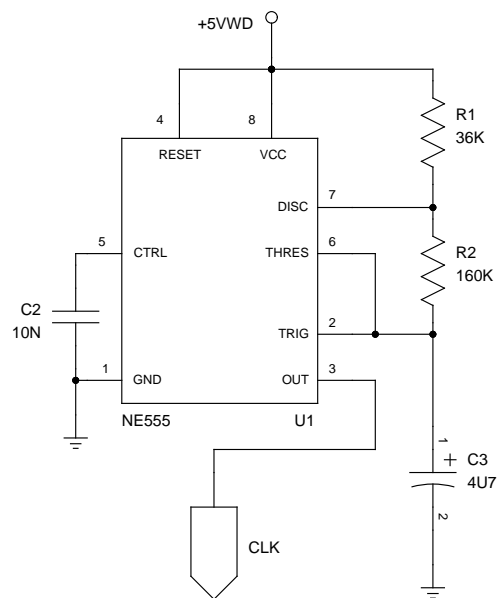 +5VWD
4
8
RESET
VCC
R1
36K
DISC
7
5
CTRL
THRES
6
R2
160K
C2
10N
TRIG
2
1
GND
OUT
3
NE555
U1
1
C3
4U7
2
CLK